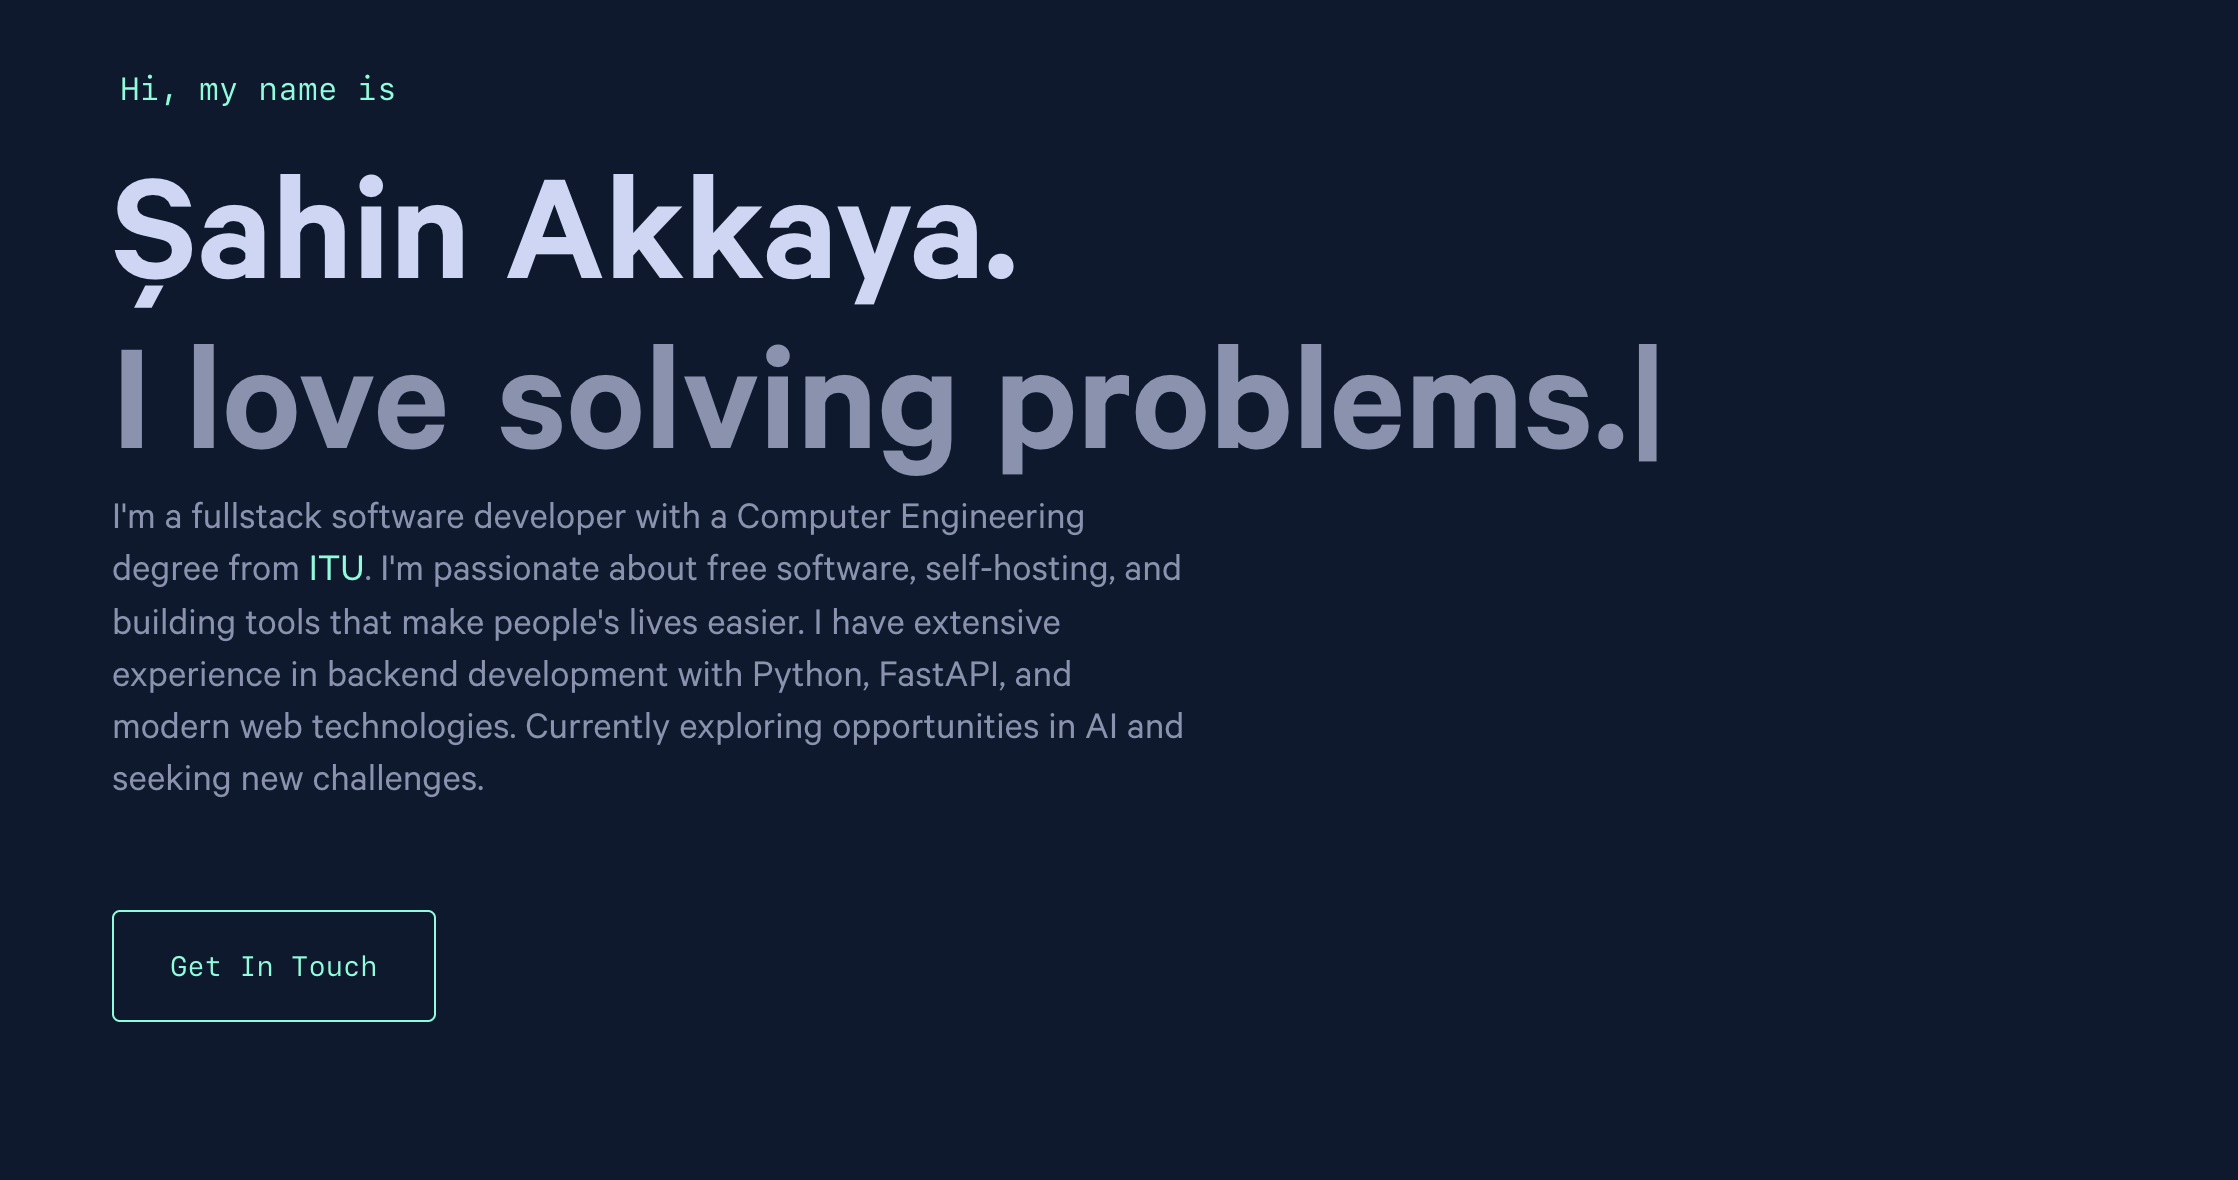 Hi, my name is
Şahin Akkaya.
I love solving problems.|
I'm a fullstack software developer with a Computer Engineering
degree from ITU. I'm passionate about free software, self-hosting, and
building tools that make people's lives easier. I have extensive
experience in backend development with Python, FastAPI, and
modern web technologies. Currently exploring opportunities in AI and
seeking new challenges.
Get In Touch